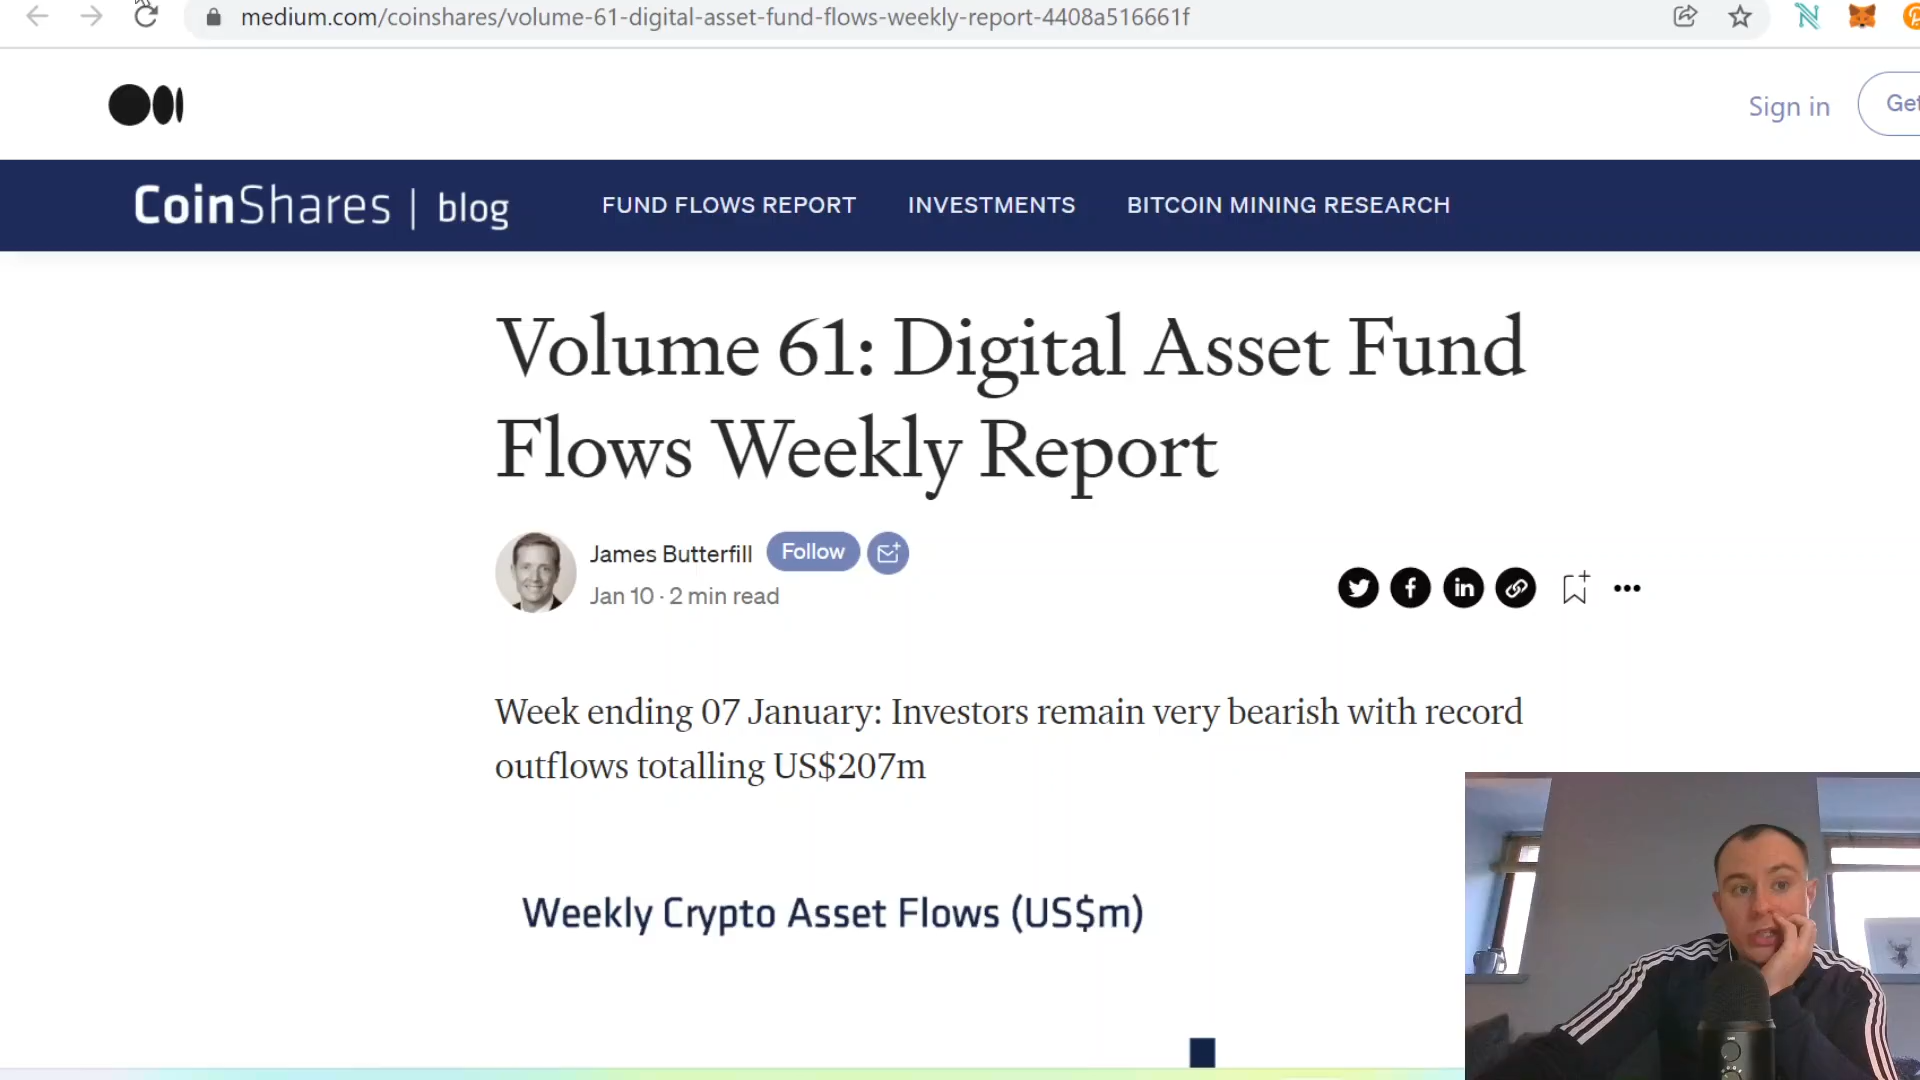 medium.com/coinshares/volume-61-digital-asset-fund-flows-weekly-report-4408a516661f
Sign in
Get
CoinShares | blog
FUND FLOWS REPORT
INVESTMENTS
BITCOIN MINING RESEARCH
Volume 61: Digital Asset Fund
Flows Weekly Report
James Butterfill
Follow
Jan 10 · 2 min read
Week ending 07 January: Investors remain very bearish with record
outflows totalling US$207m
Weekly Crypto Asset Flows (US$m)